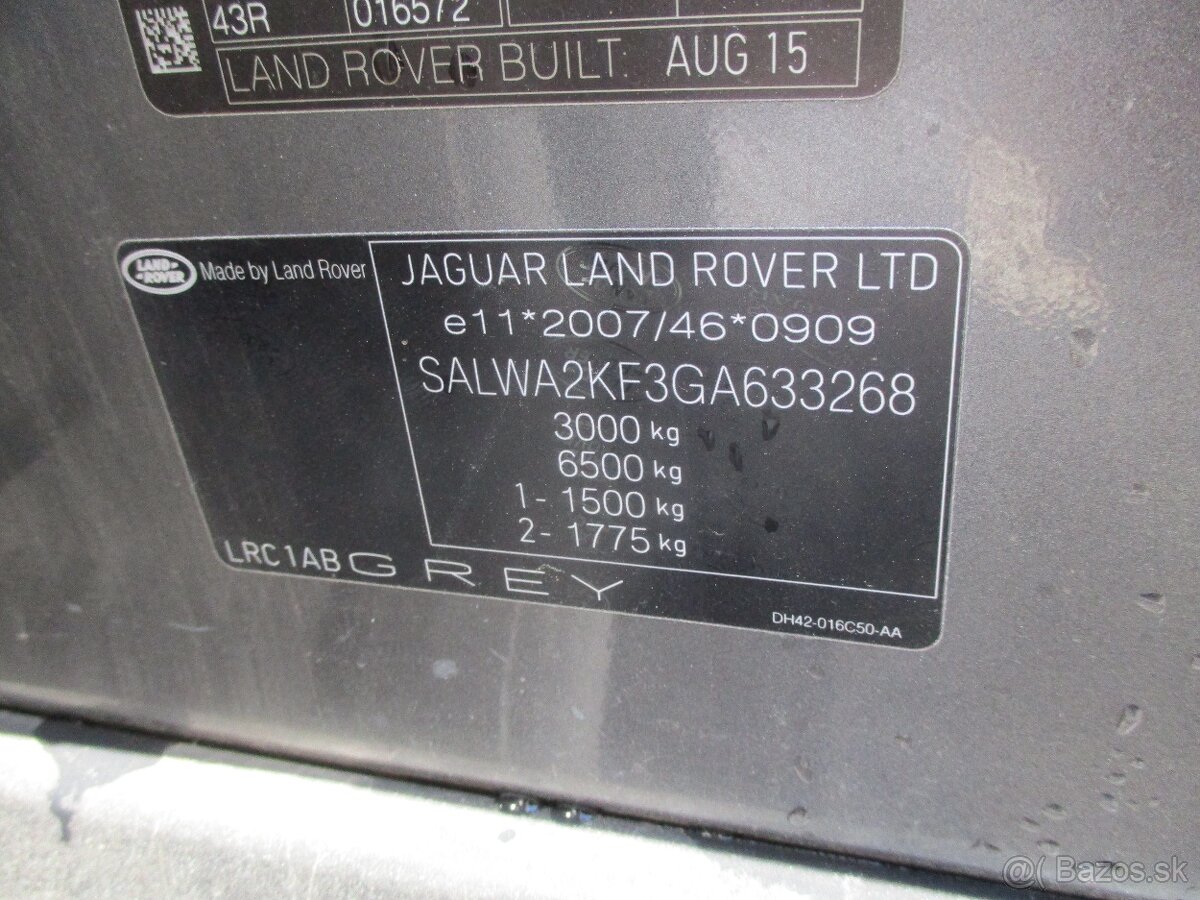 43R 016572
LAND ROVER BUILT: AUG 15
LAND ROVER
Made by Land Rover
JAGUAR LAND ROVER LTD
e11*2007/46*0909
SALWA2KF3GA633268
3000 kg
6500 kg
1- 1500 kg
2- 1775 kg
LRC1AB GREY
DH42-016C50-AA
@( Bazos.sk